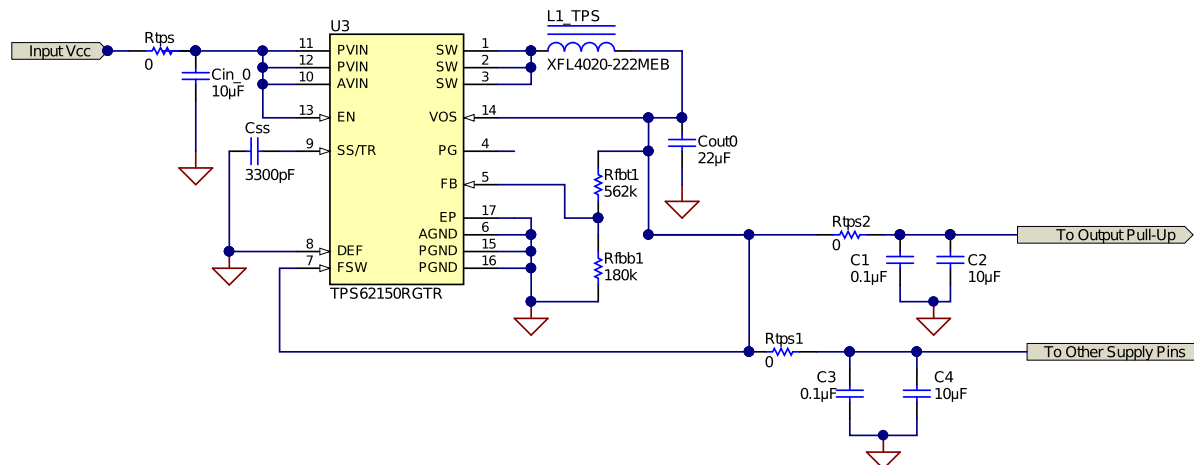 L1_TPS
U3
Rtps
Input Vcc
0
11 PVIN SW 1
12 PVIN SW 2
10 AVIN SW 3
XFL4020-222MEB
Cin_0
10µF
13 EN VOS 14
Css
3300pF
9 SS/TR PG 4
Cout0
22µF
FB 5
Rfbt1
562k
EP 17
AGND 6
8 DEF PGND 15
7 FSW PGND 16
TPS62150RGTR
Rfbb1
180k
Rtps2
0
To Output Pull-Up
C1
0.1µF
C2
10µF
Rtps1
0
To Other Supply Pins
C3
0.1µF
C4
10µF